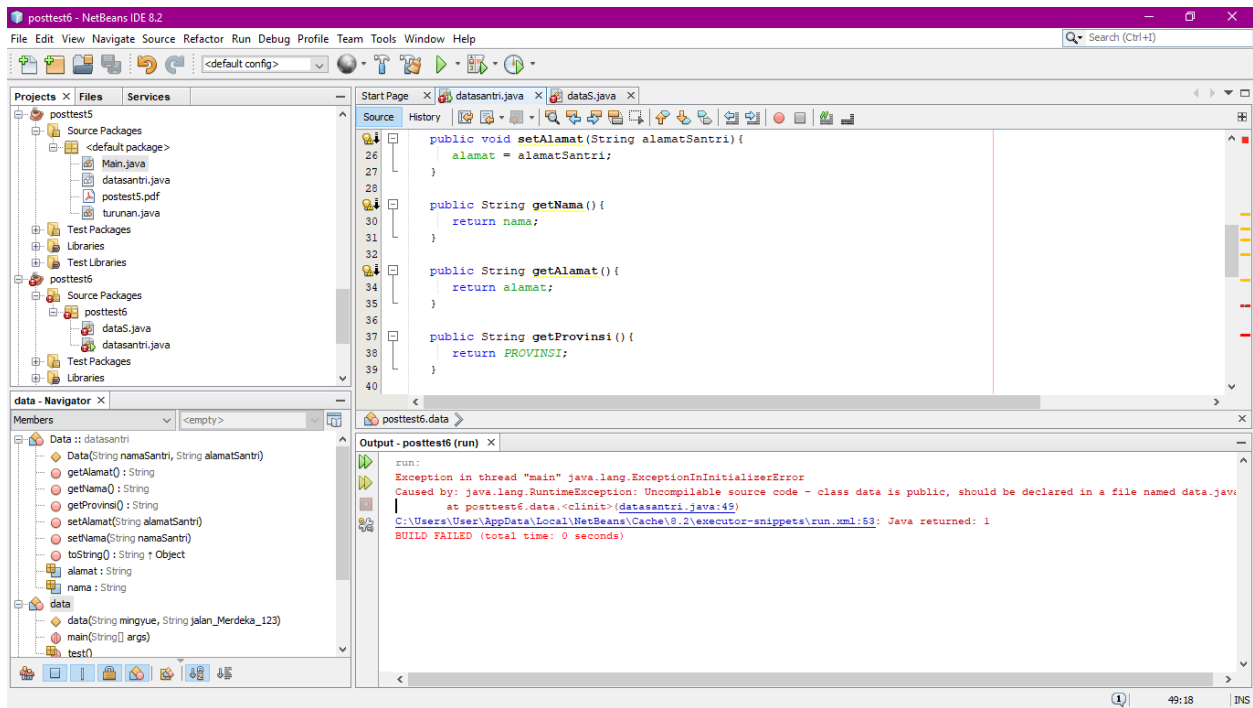 posttest6 - NetBeans IDE 8.2
File Edit View Navigate Source Refactor Run Debug Profile Team Tools Window Help
Search (Ctrl+I)
<default config>
Projects Files Services
posttest5
Source Packages
<default package>
Main.java
datasantri.java
postest5.pdf
turunan.java
Test Packages
Libraries
Test Libraries
posttest6
Source Packages
posttest6
dataS.java
datasantri.java
Test Packages
Libraries
data - Navigator
Members <empty>
Data :: datasantri
Data(String namaSantri, String alamatSantri)
getAlamat() : String
getNama() : String
getProvinsi() : String
setAlamat(String alamatSantri)
setNama(String namaSantri)
toString() : String ↑ Object
alamat : String
nama : String
data
data(String mingyue, String jalan_Merdeka_123)
main(String[] args)
test()
Start Page datasantri.java dataS.java
Source History
public void setAlamat(String alamatSantri){
26 alamat = alamatSantri;
27 }
28
public String getNama(){
30 return nama;
31 }
32
public String getAlamat(){
34 return alamat;
35 }
36
37 public String getProvinsi(){
38 return PROVINSI;
39 }
40
posttest6.data
Output - posttest6 (run)
run:
Exception in thread "main" java.lang.ExceptionInInitializerError
Caused by: java.lang.RuntimeException: Uncompilable source code - class data is public, should be declared in a file named data.java
at posttest6.data.<clinit>(datasantri.java:49)
C:\Users\User\AppData\Local\NetBeans\Cache\8.2\executor-snippets\run.xml:53: Java returned: 1
BUILD FAILED (total time: 0 seconds)
1 49:18 INS